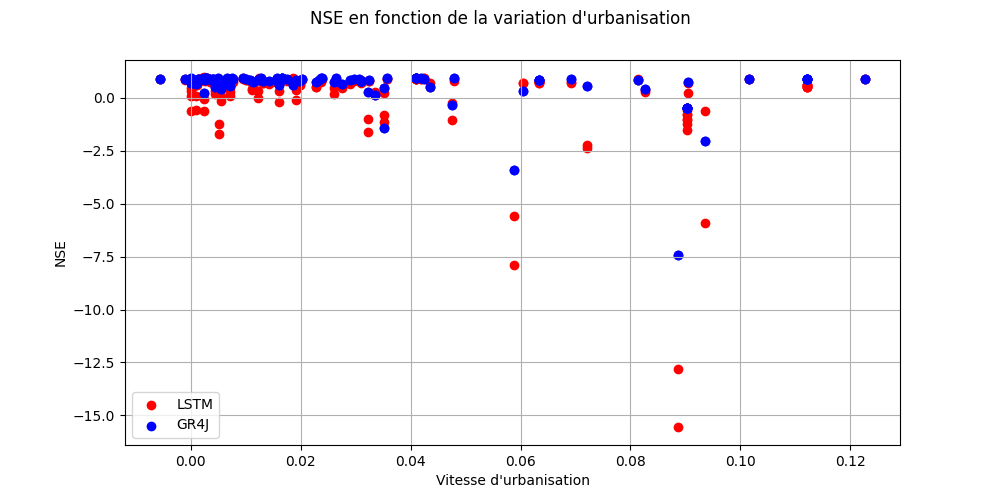 NSE en fonction de la variation d'urbanisation
0.0
−2.5
−5.0
−7.5
−10.0
−12.5
−15.0
NSE
LSTM
GR4J
0.00 0.02 0.04 0.06 0.08 0.10 0.12
Vitesse d'urbanisation